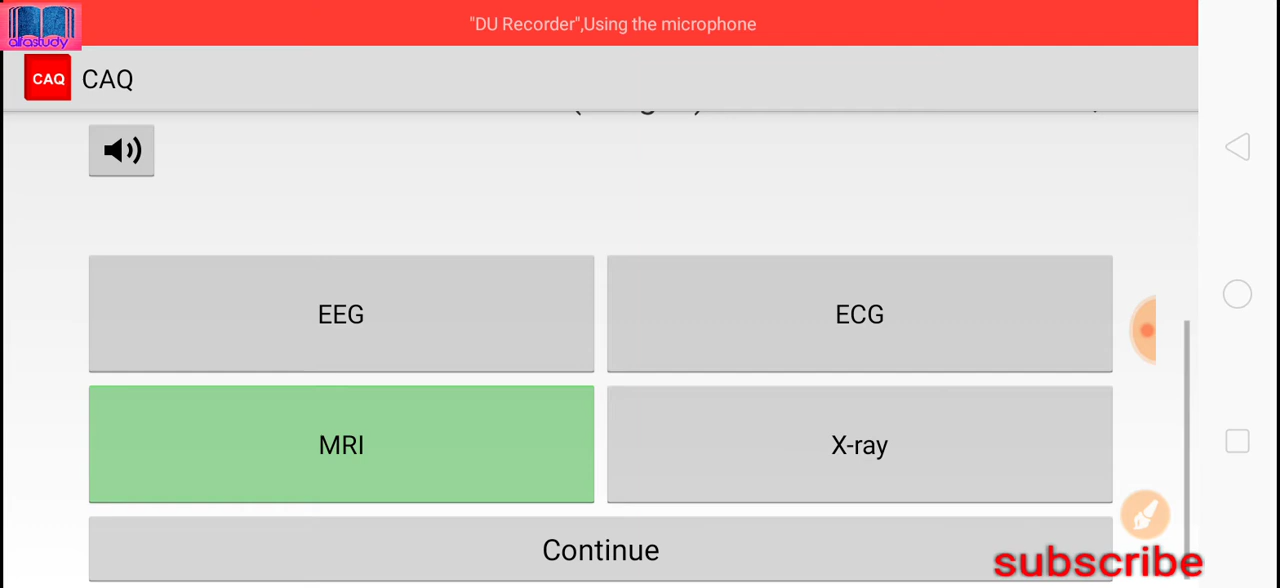 "DU Recorder",Using the microphone
alfastudy
CAQ CAQ
EEG ECG
MRI X-ray
Continue
subscribe